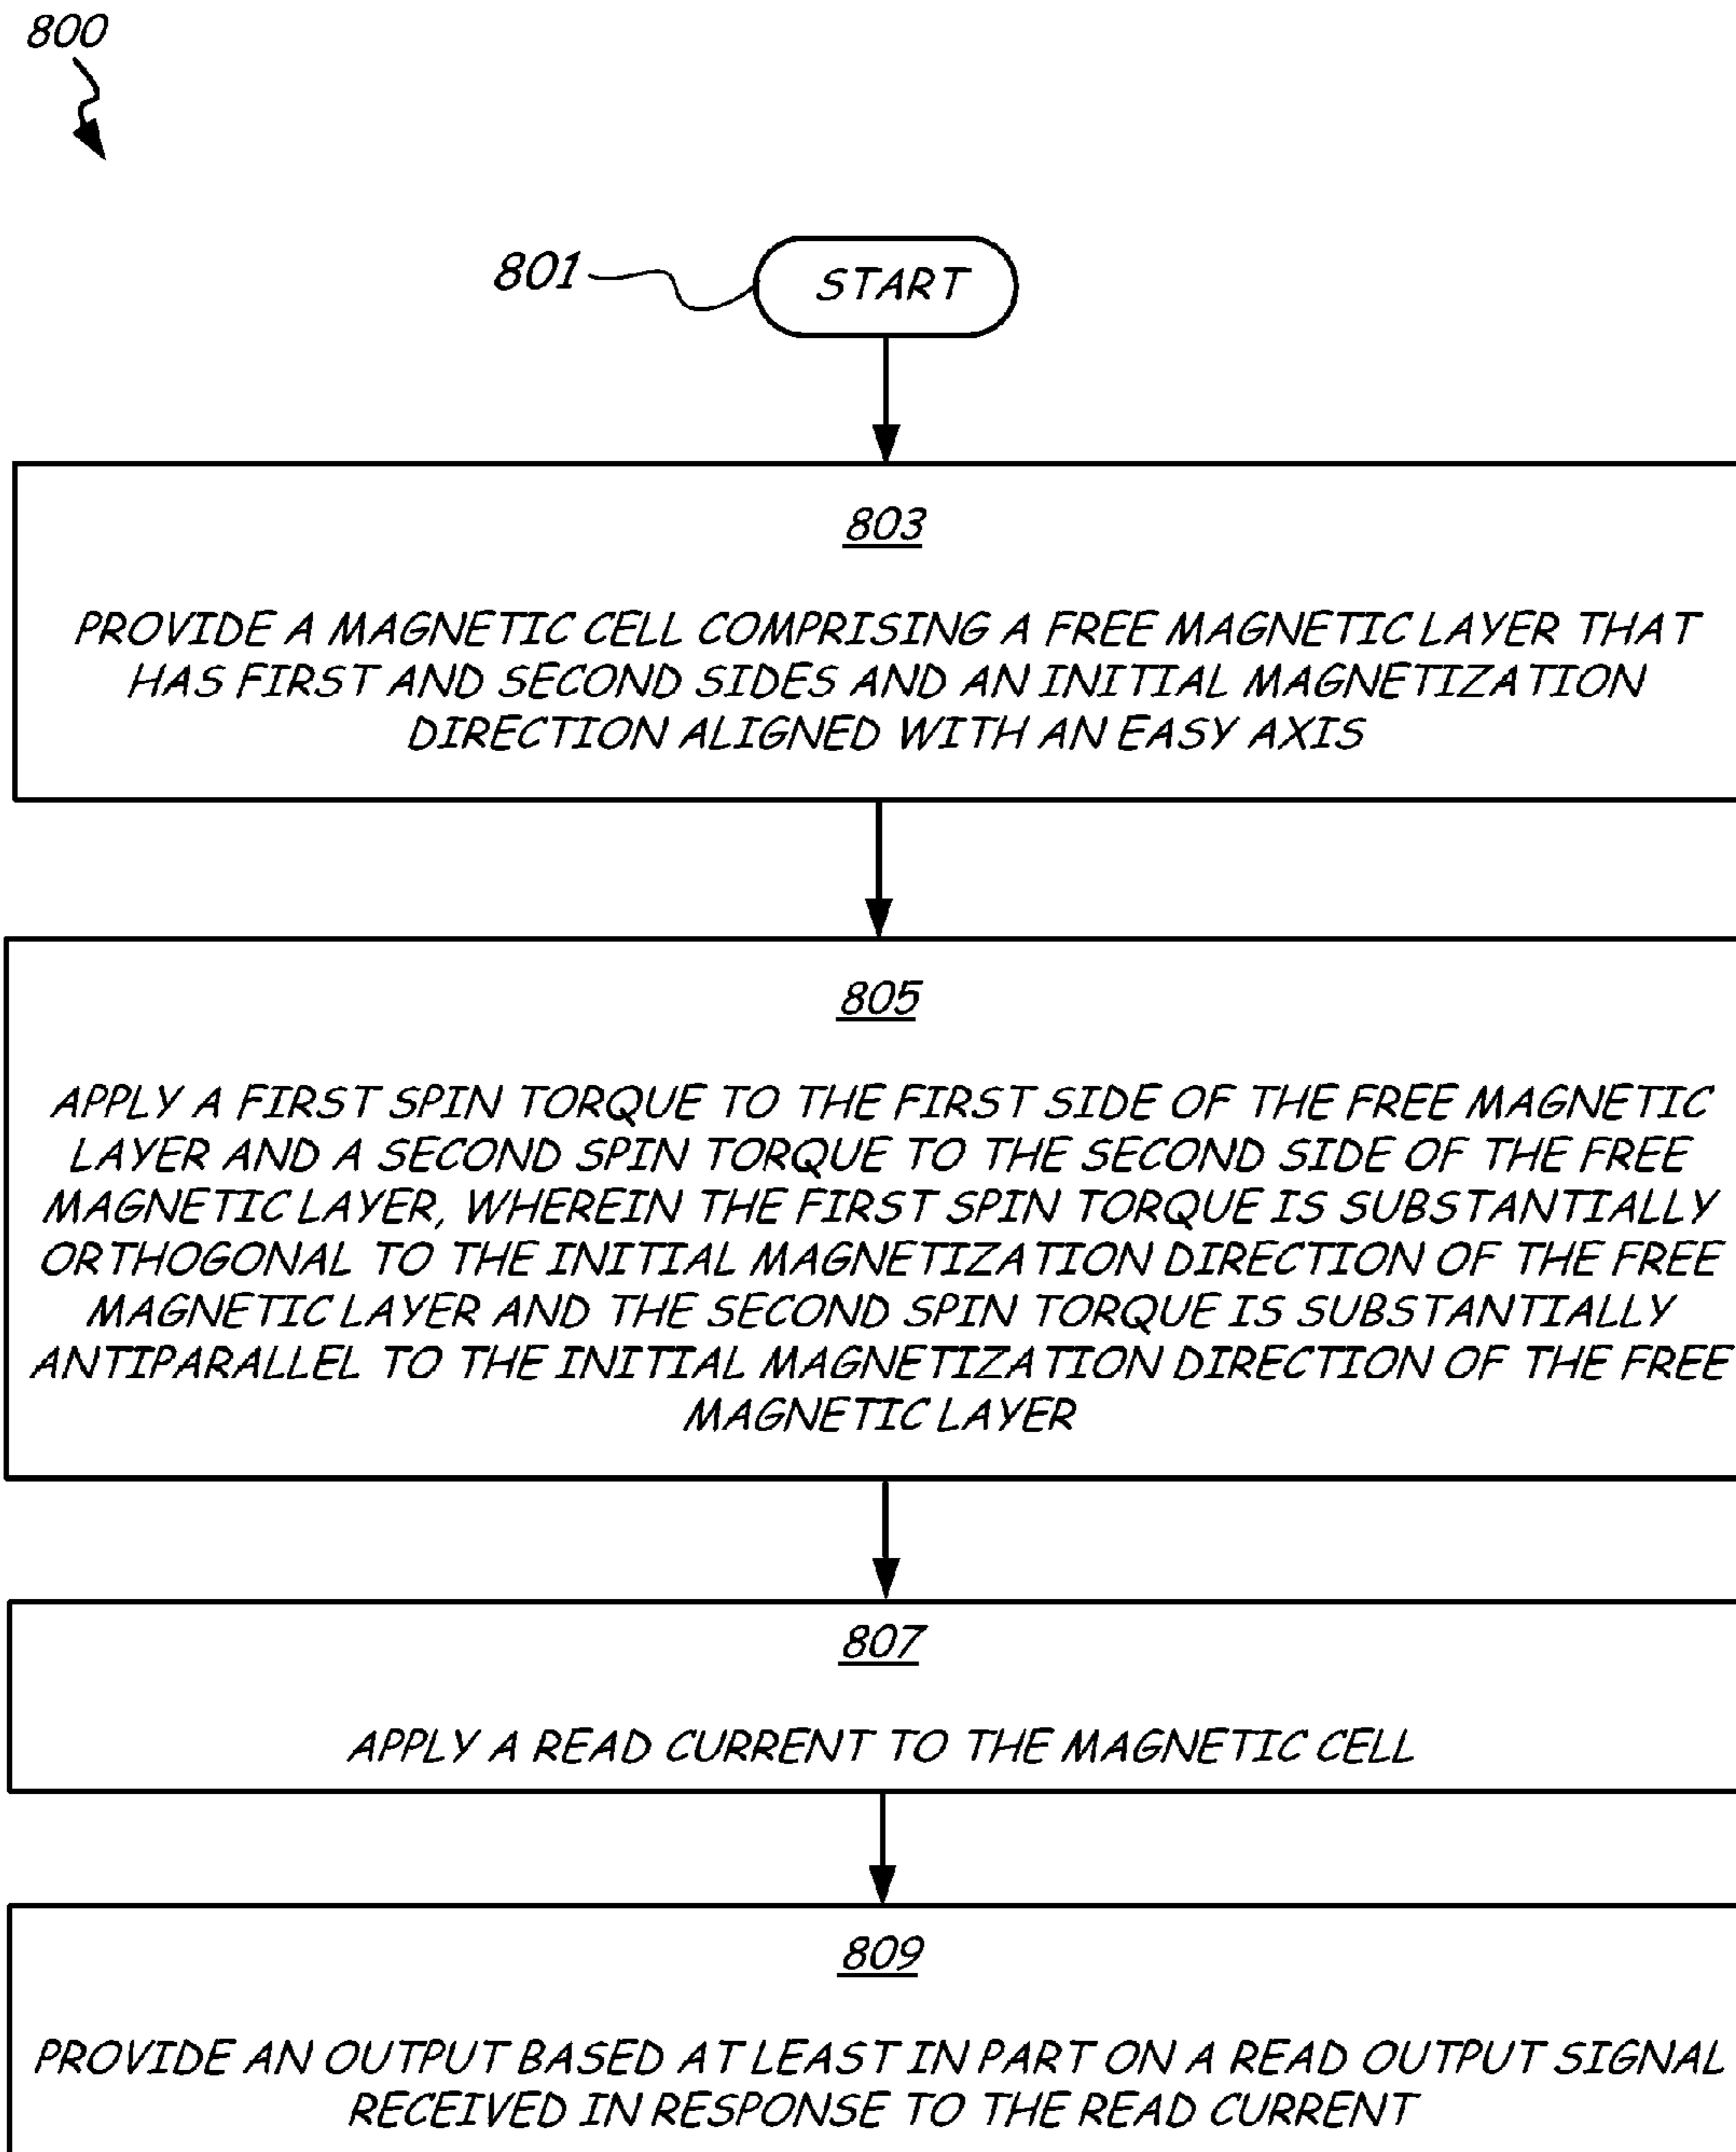 800
801
START
803
PROVIDE A MAGNETIC CELL COMPRISING A FREE MAGNETIC LAYER THAT
HAS FIRST AND SECOND SIDES AND AN INITIAL MAGNETIZATION
DIRECTION ALIGNED WITH AN EASY AXIS
805
APPLY A FIRST SPIN TORQUE TO THE FIRST SIDE OF THE FREE MAGNETIC
LAYER AND A SECOND SPIN TORQUE TO THE SECOND SIDE OF THE FREE
MAGNETIC LAYER, WHEREIN THE FIRST SPIN TORQUE IS SUBSTANTIALLY
ORTHOGONAL TO THE INITIAL MAGNETIZATION DIRECTION OF THE FREE
MAGNETIC LAYER AND THE SECOND SPIN TORQUE IS SUBSTANTIALLY
ANTIPARALLEL TO THE INITIAL MAGNETIZATION DIRECTION OF THE FREE
MAGNETIC LAYER
807
APPLY A READ CURRENT TO THE MAGNETIC CELL
809
PROVIDE AN OUTPUT BASED AT LEAST IN PART ON A READ OUTPUT SIGNAL
RECEIVED IN RESPONSE TO THE READ CURRENT